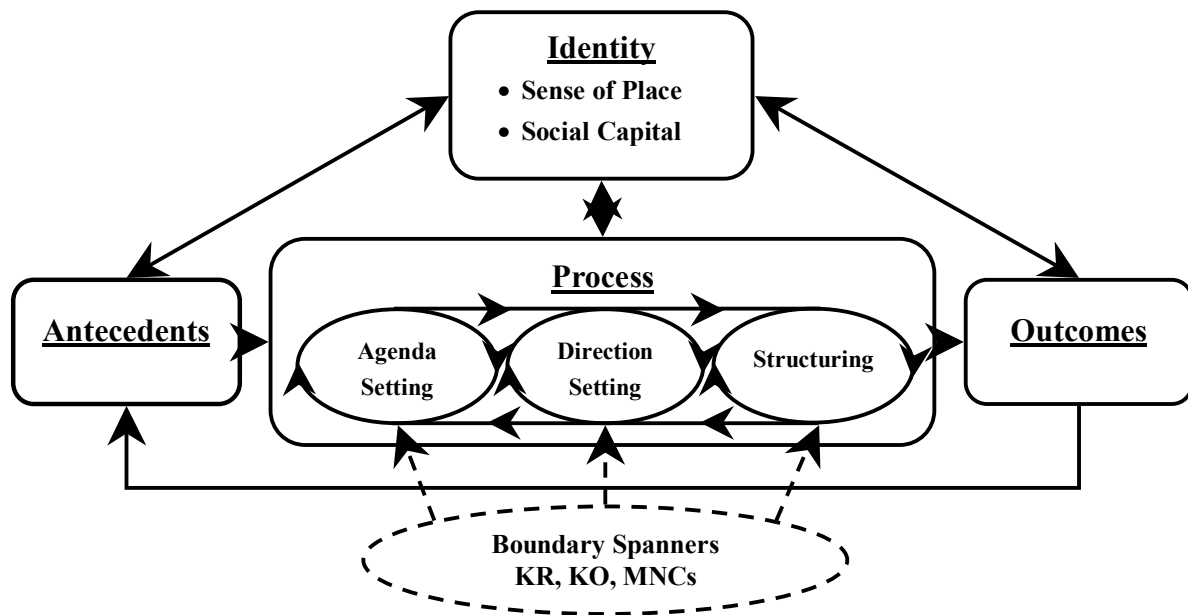 Identity
• Sense of Place
• Social Capital
Process
Antecedents
Agenda
Setting
Direction
Setting
Structuring
Outcomes
Boundary Spanners
KR, KO, MNCs